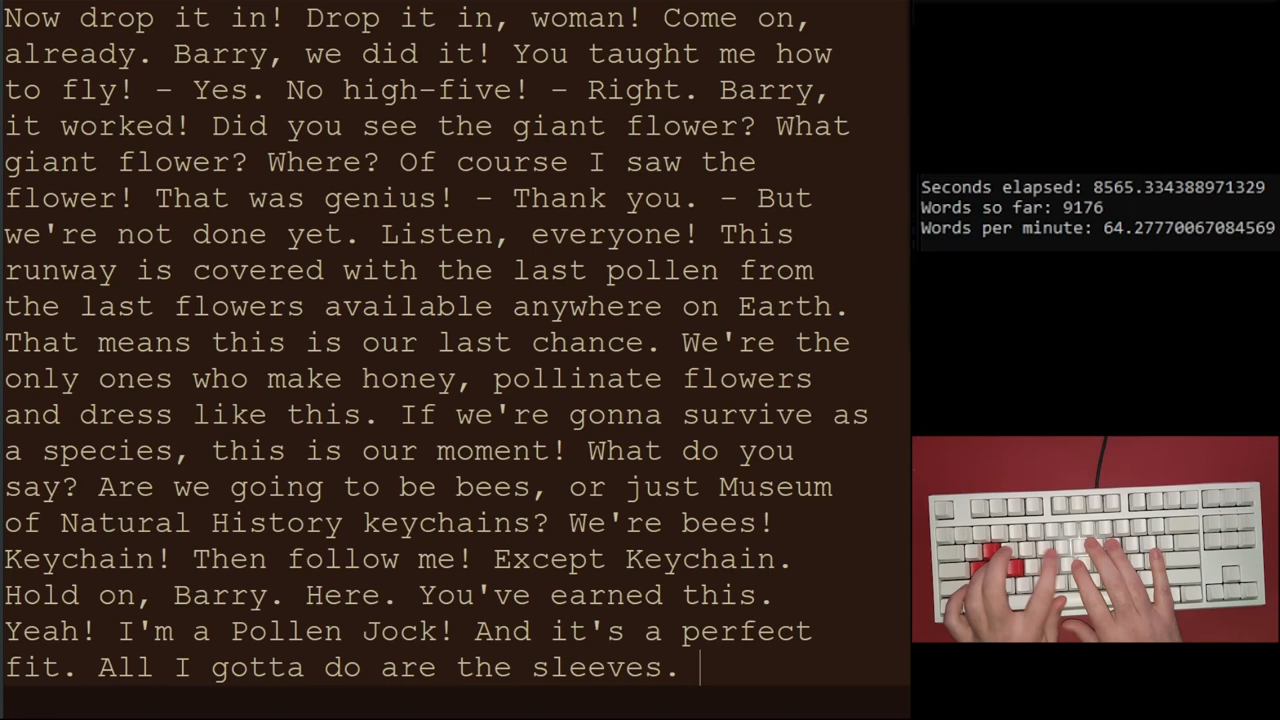 Now drop it in! Drop it in, woman! Come on,
already. Barry, we did it! You taught me how
to fly! - Yes. No high-five! - Right. Barry,
it worked! Did you see the giant flower? What
giant flower? Where? Of course I saw the
flower! That was genius! - Thank you. - But
we're not done yet. Listen, everyone! This
runway is covered with the last pollen from
the last flowers available anywhere on Earth.
That means this is our last chance. We're the
only ones who make honey, pollinate flowers
and dress like this. If we're gonna survive as
a species, this is our moment! What do you
say? Are we going to be bees, or just Museum
of Natural History keychains? We're bees!
Keychain! Then follow me! Except Keychain.
Hold on, Barry. Here. You've earned this.
Yeah! I'm a Pollen Jock! And it's a perfect
fit. All I gotta do are the sleeves.
Seconds elapsed: 8565.334388971329
Words so far: 9176
Words per minute: 64.27770067084569